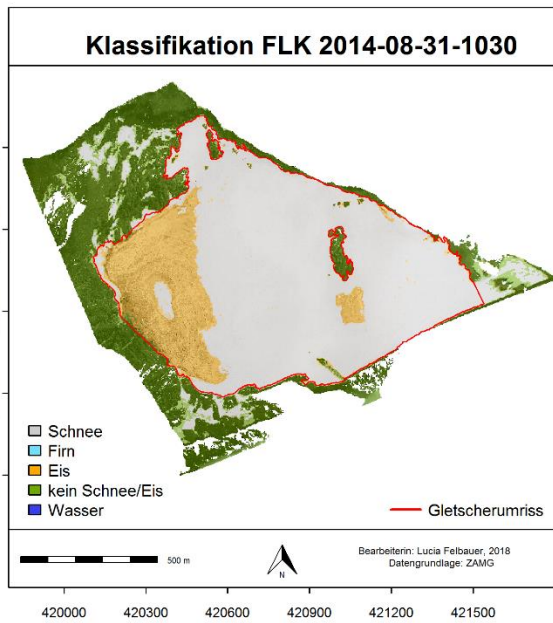 Klassifikation FLK 2014-08-31-1030
Schnee
Firn
Eis
kein Schnee/Eis
Wasser
Gletscherumriss
500 m
N
Bearbeiterin: Lucia Felbauer, 2018
Datengrundlage: ZAMG
420000 420300 420600 420900 421200 421500